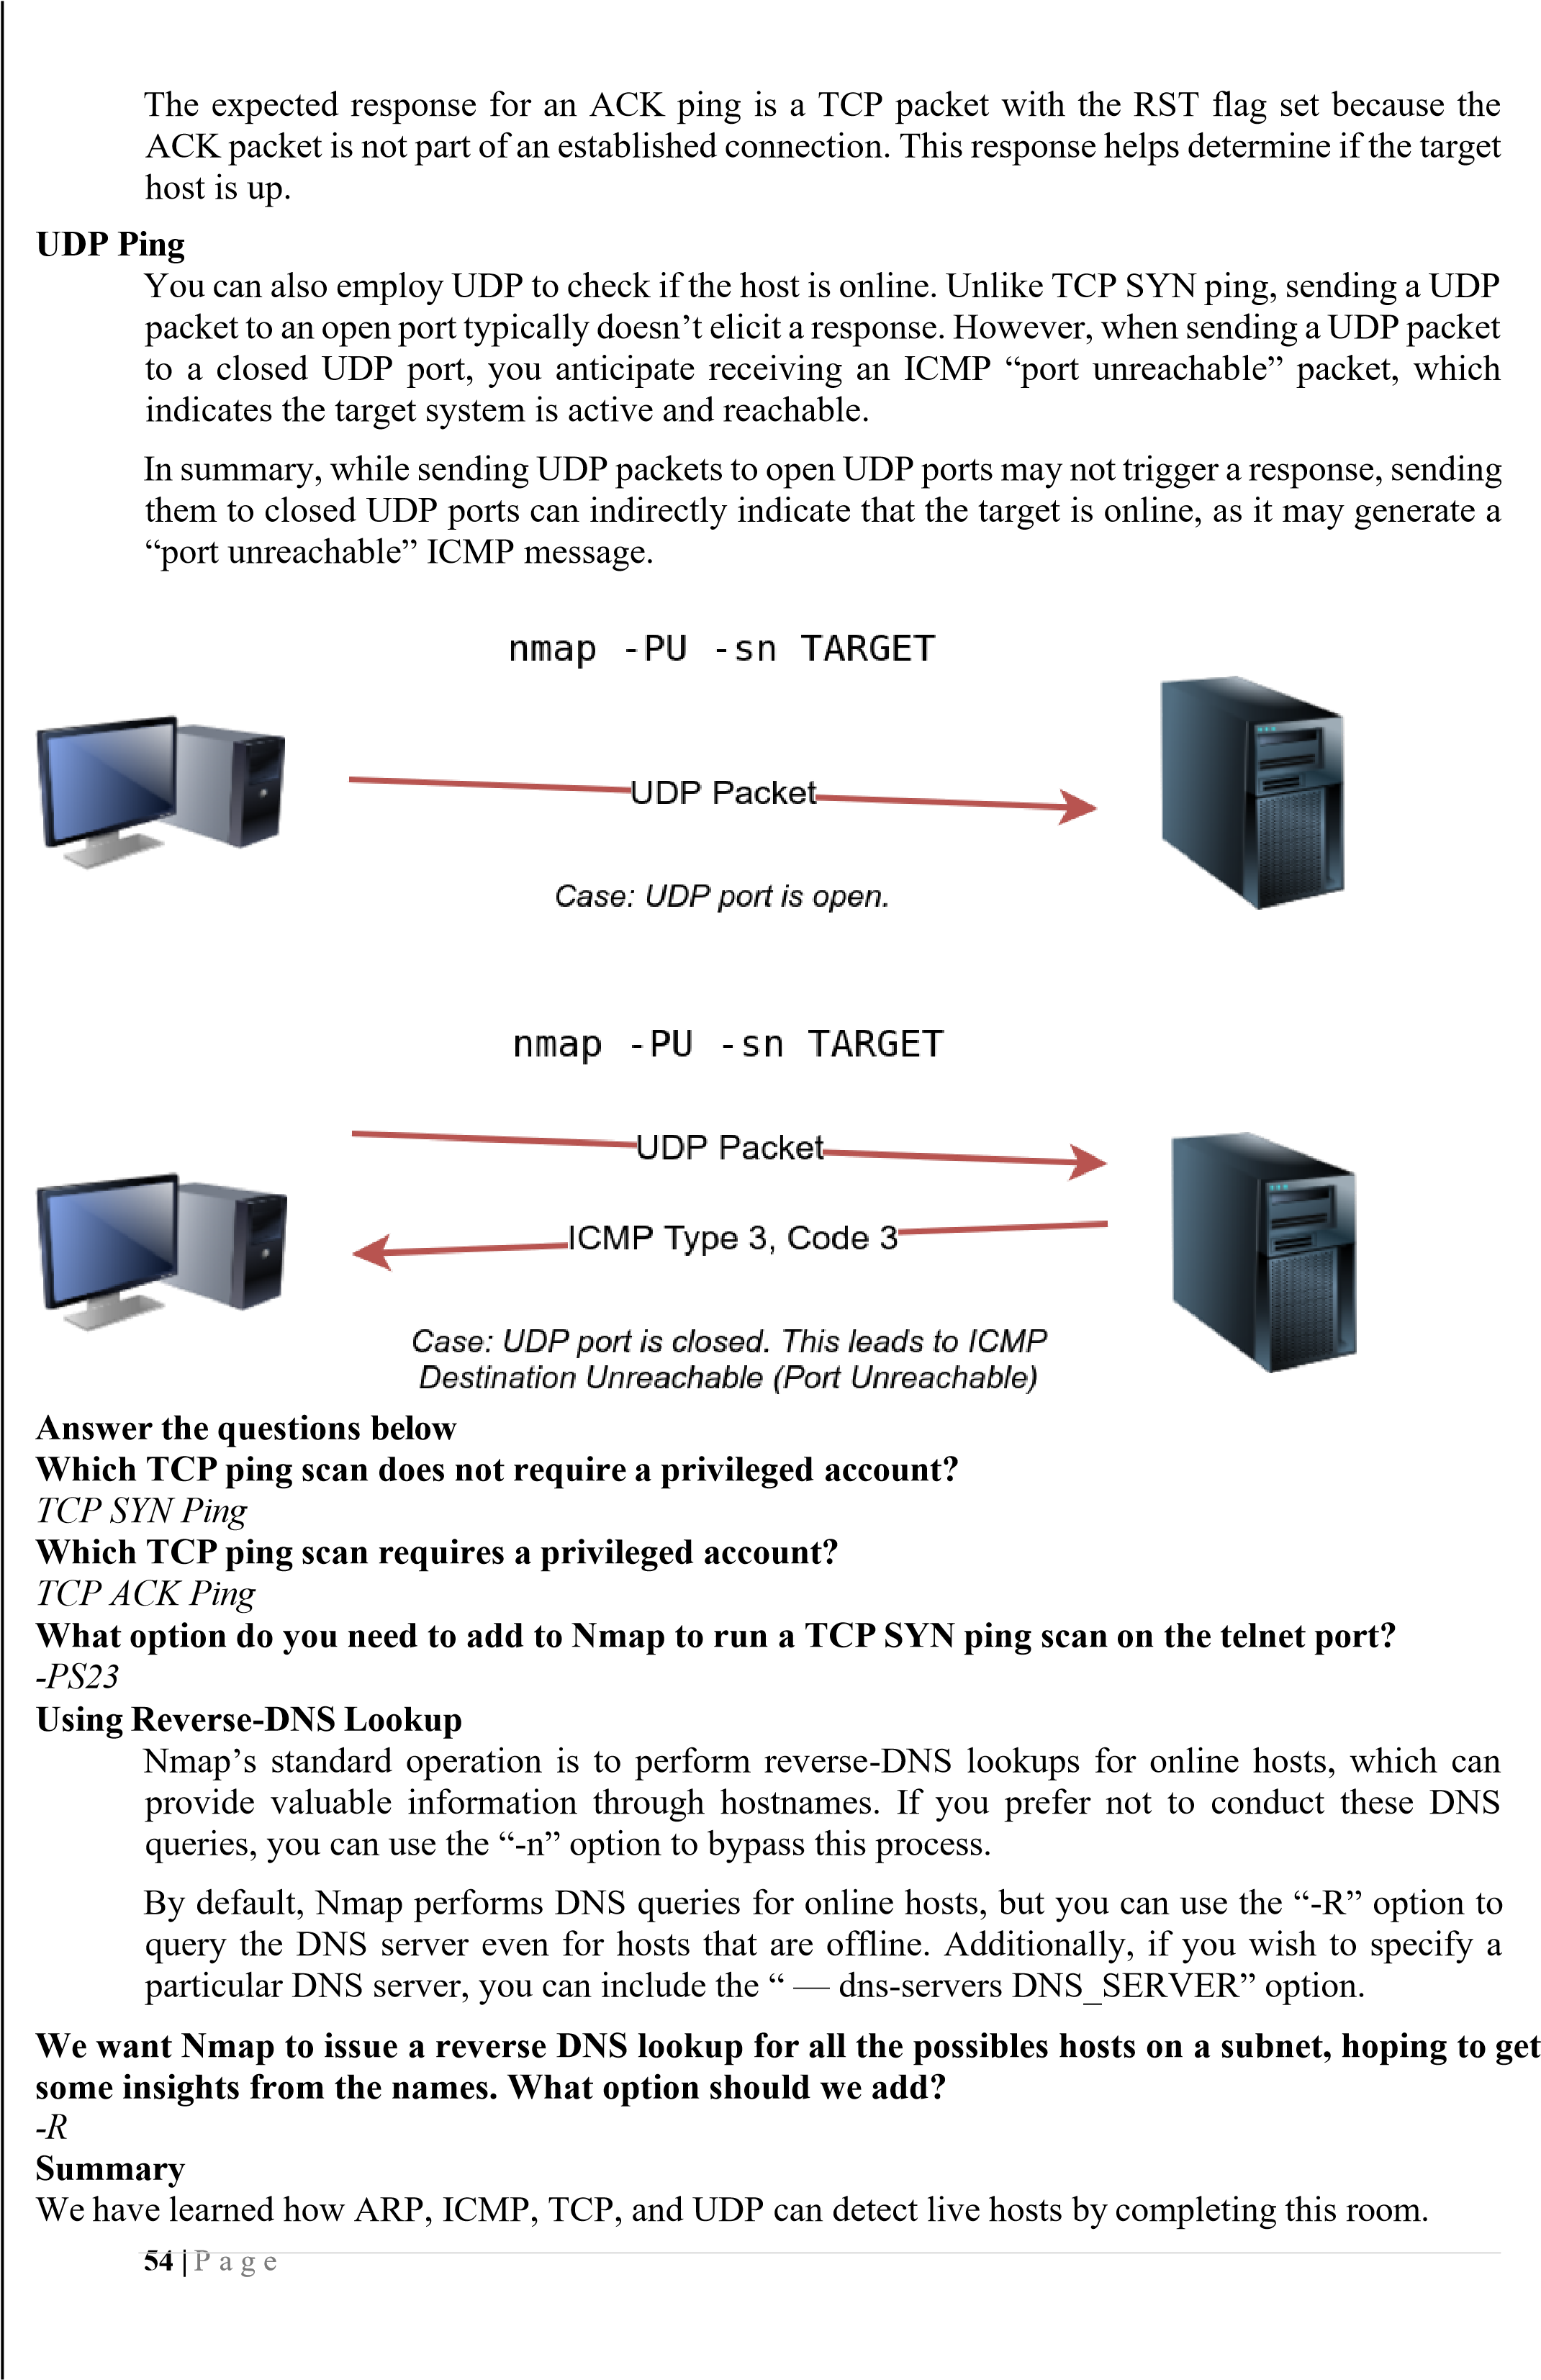 The expected response for an ACK ping is a TCP packet with the RST flag set because the
ACK packet is not part of an established connection. This response helps determine if the target
host is up.
UDP Ping
You can also employ UDP to check if the host is online. Unlike TCP SYN ping, sending a UDP
packet to an open port typically doesn’t elicit a response. However, when sending a UDP packet
to a closed UDP port, you anticipate receiving an ICMP “port unreachable” packet, which
indicates the target system is active and reachable.
In summary, while sending UDP packets to open UDP ports may not trigger a response, sending
them to closed UDP ports can indirectly indicate that the target is online, as it may generate a
“port unreachable” ICMP message.
nmap -PU -sn TARGET
UDP Packet
Case: UDP port is open.
nmap -PU -sn TARGET
UDP Packet
ICMP Type 3, Code 3
Case: UDP port is closed. This leads to ICMP
Destination Unreachable (Port Unreachable)
Answer the questions below
Which TCP ping scan does not require a privileged account?
TCP SYN Ping
Which TCP ping scan requires a privileged account?
TCP ACK Ping
What option do you need to add to Nmap to run a TCP SYN ping scan on the telnet port?
-PS23
Using Reverse-DNS Lookup
Nmap’s standard operation is to perform reverse-DNS lookups for online hosts, which can
provide valuable information through hostnames. If you prefer not to conduct these DNS
queries, you can use the “-n” option to bypass this process.
By default, Nmap performs DNS queries for online hosts, but you can use the “-R” option to
query the DNS server even for hosts that are offline. Additionally, if you wish to specify a
particular DNS server, you can include the “ — dns-servers DNS_SERVER” option.
We want Nmap to issue a reverse DNS lookup for all the possibles hosts on a subnet, hoping to get
some insights from the names. What option should we add?
-R
Summary
We have learned how ARP, ICMP, TCP, and UDP can detect live hosts by completing this room.
54 | P a g e